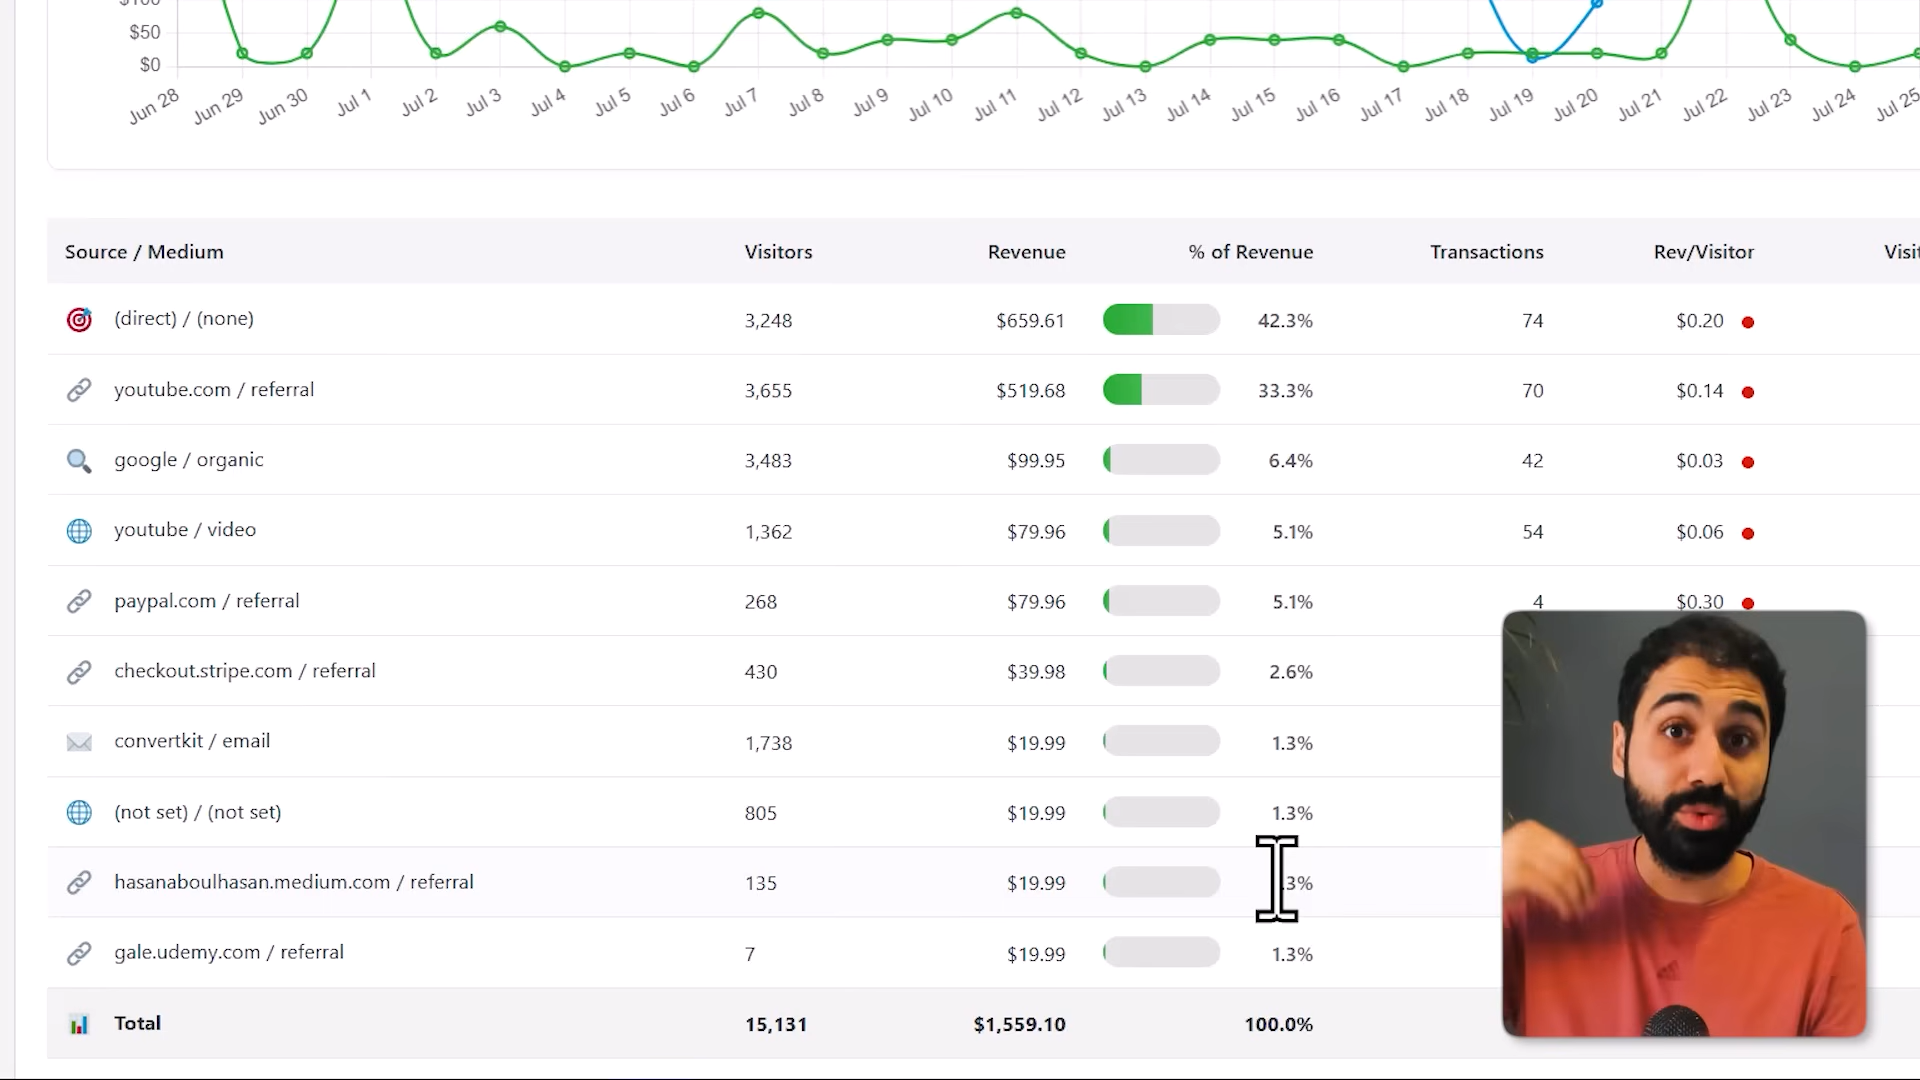 $100
$50
$0
Jun 28 Jun 29 Jun 30 Jul 1 Jul 2 Jul 3 Jul 4 Jul 5 Jul 6 Jul 7 Jul 8 Jul 9 Jul 10 Jul 11 Jul 12 Jul 13 Jul 14 Jul 15 Jul 16 Jul 17 Jul 18 Jul 19 Jul 20 Jul 21 Jul 22 Jul 23 Jul 24 Jul 25
Source / Medium Visitors Revenue % of Revenue Transactions Rev/Visitor Visit
(direct) / (none) 3,248 $659.61 42.3% 74 $0.20
youtube.com / referral 3,655 $519.68 33.3% 70 $0.14
google / organic 3,483 $99.95 6.4% 42 $0.03
youtube / video 1,362 $79.96 5.1% 54 $0.06
paypal.com / referral 268 $79.96 5.1% 4 $0.30
checkout.stripe.com / referral 430 $39.98 2.6%
convertkit / email 1,738 $19.99 1.3%
(not set) / (not set) 805 $19.99 1.3%
hasanaboulhasan.medium.com / referral 135 $19.99 .3%
gale.udemy.com / referral 7 $19.99 1.3%
Total 15,131 $1,559.10 100.0%